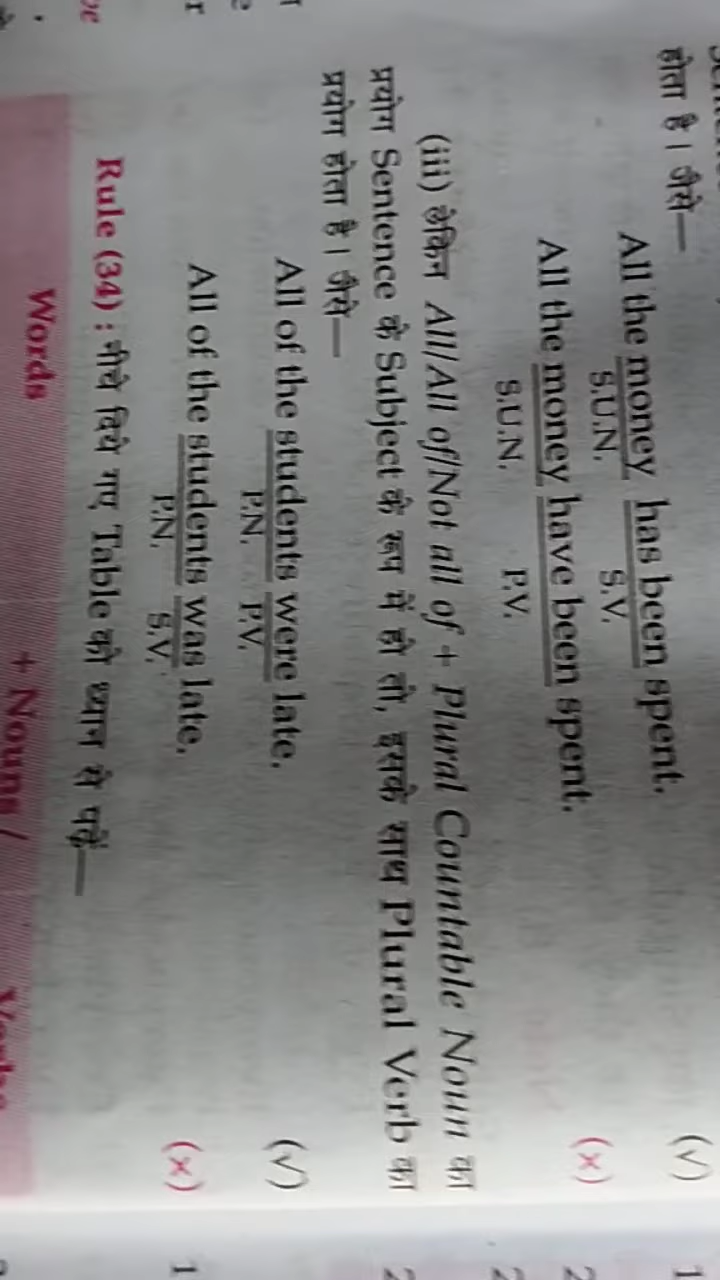 होता है। जैसे—
All the money has been spent. (√)
S.U.N. S.V.
All the money have been spent. (×)
S.U.N. P.V.
(iii) लेकिन All/All of/Not all of + Plural Countable Noun का
प्रयोग Sentence के Subject के रूप में हो तो, इसके साथ Plural Verb का
प्रयोग होता है। जैसे—
All of the students were late. (√)
P.N. P.V.
All of the students was late. (×)
P.N. S.V.
Rule (34) : नीचे दिये गए Table को ध्यान से पढ़ें—
Words + Nouns /